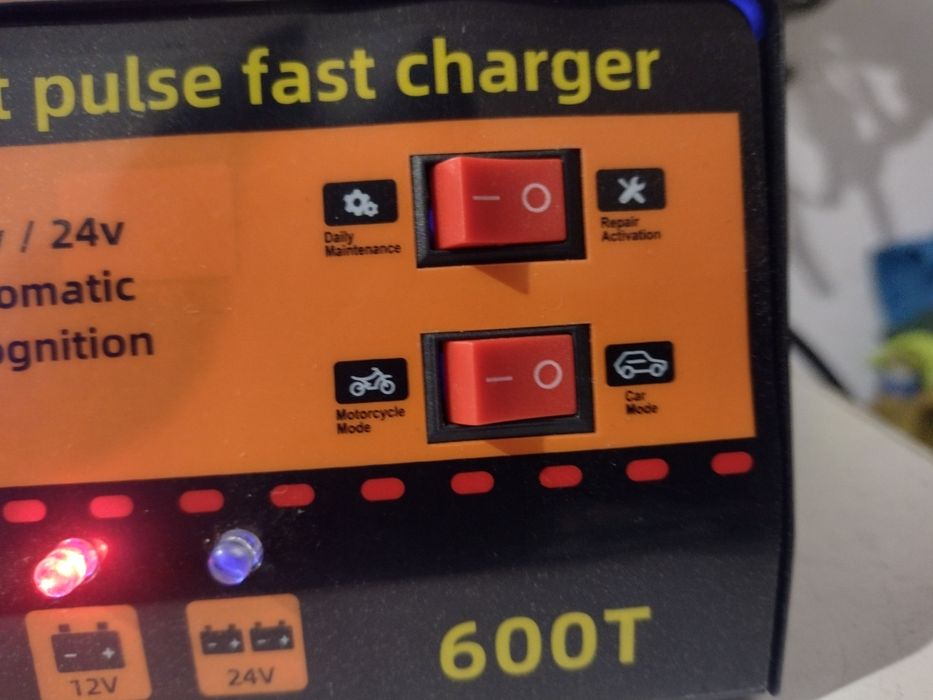 t pulse fast charger
/ 24v
omatic
ognition
Daily
Maintenance
— O
Repair
Activation
Motorcycle
Mode
— O
Car
Mode
- +
12V
- + - +
24V
600T